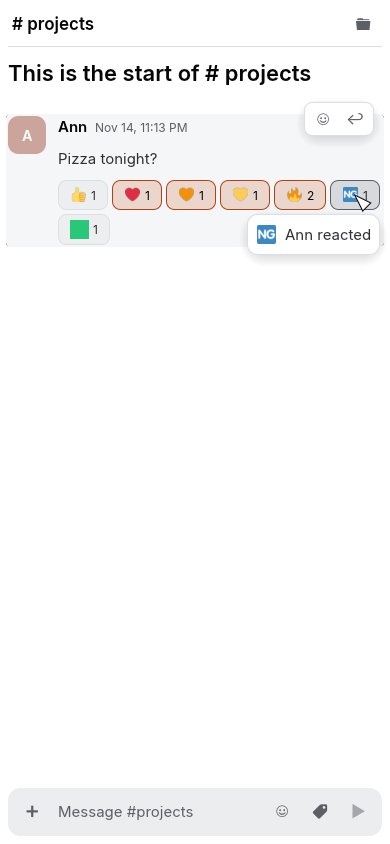 # projects
This is the start of # projects
A
Ann Nov 14, 11:13 PM
Pizza tonight?
1 1 1 1 2 NG 1
1
NG Ann reacted
Message #projects